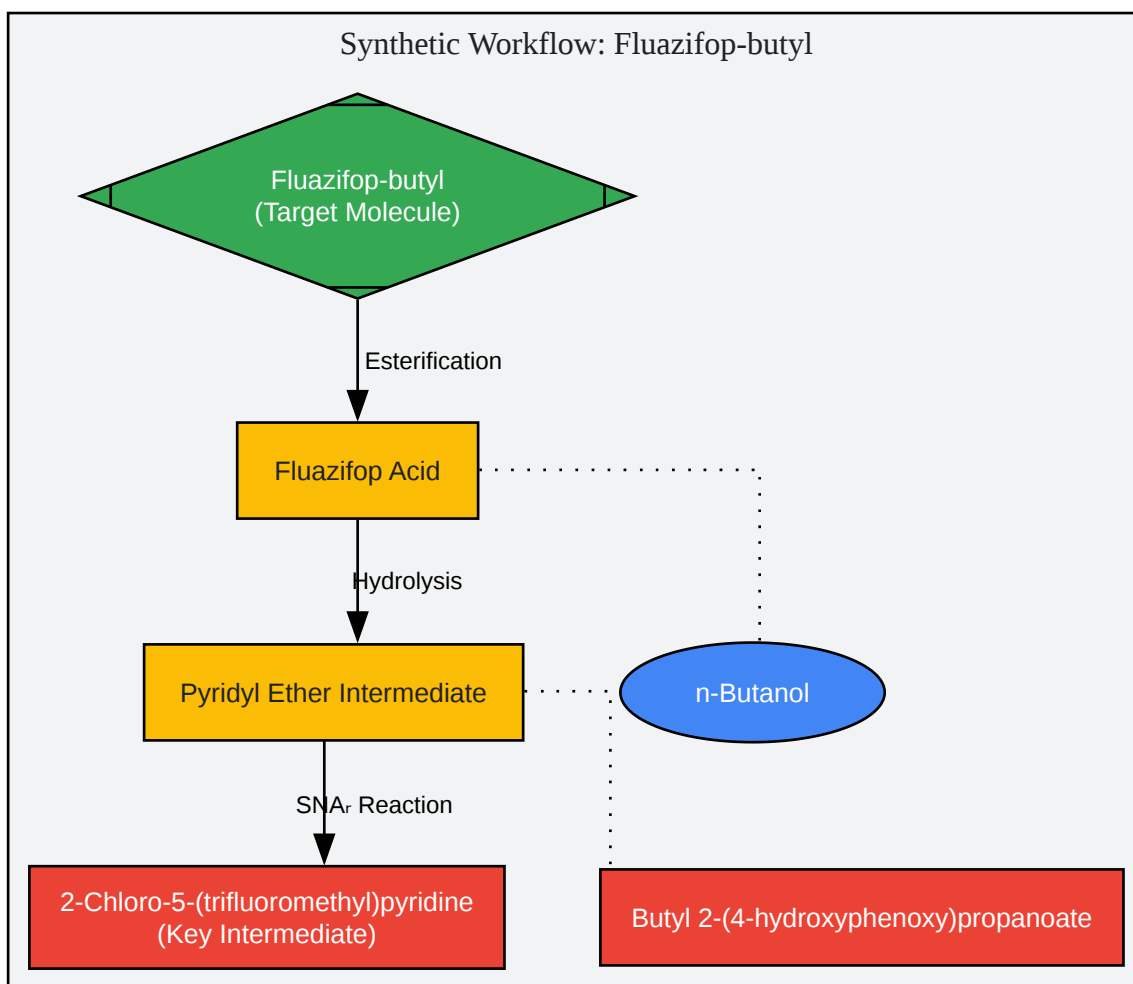 Synthetic Workflow: Fluazifop-butyl
Fluazifop-butyl
(Target Molecule)
Esterification
Fluazifop Acid
Hydrolysis
Pyridyl Ether Intermediate
n-Butanol
SNAᵣ Reaction
2-Chloro-5-(trifluoromethyl)pyridine
(Key Intermediate)
Butyl 2-(4-hydroxyphenoxy)propanoate